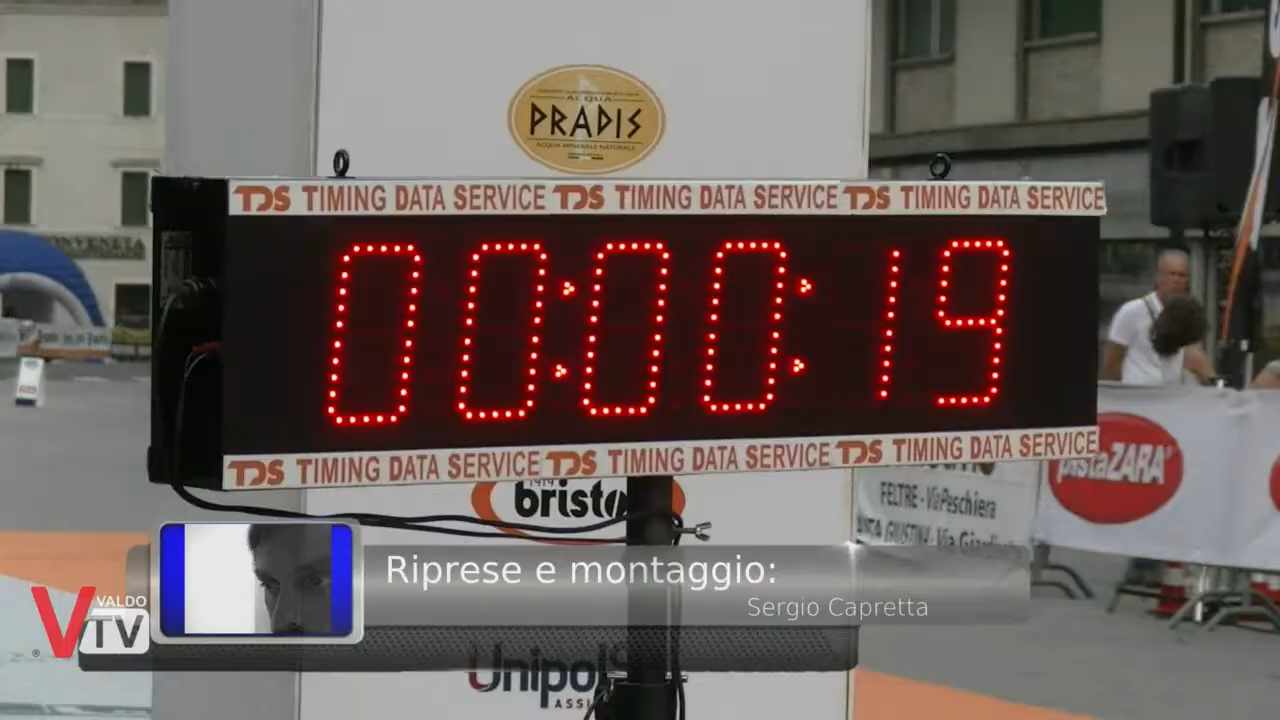 ACQUA
PRADIS
ACQUA MINERALE NATURALE
TDS TIMING DATA SERVICE TDS TIMING DATA SERVICE TDS TIMING DATA SERVICE
00:00:19
TDS TIMING DATA SERVICE TDS TIMING DATA SERVICE TDS TIMING DATA SERVICE
pastaZARA
FELTRE - Via Peschiera
Riprese e montaggio:
Sergio Capretta
VALDO
VTV
Unipol